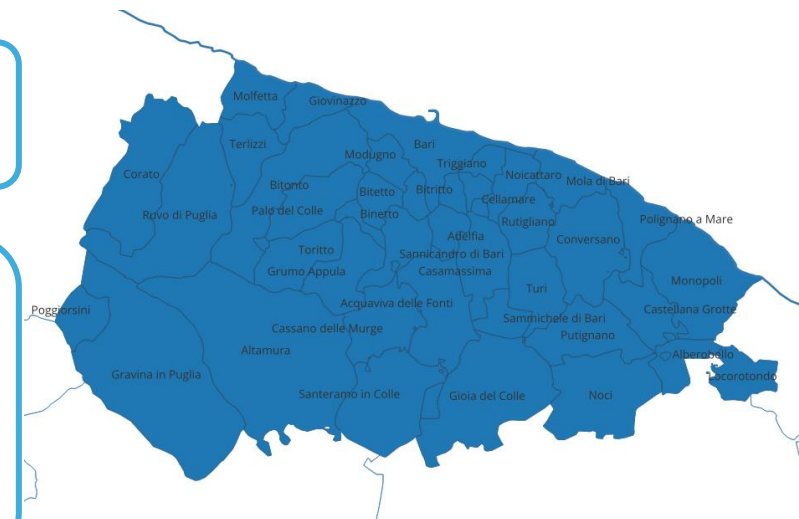 Molfetta
Giovinazzo
Terlizzi
Bari
Modugno
Triggiano
Corato
Noicattaro
Mola di Bari
Bitonto
Bitetto
Britritto
Cellamare
Ruvo di Puglia
Palo del Colle
Binetto
Rutigliano
Polignano a Mare
Adelfia
Conversano
Toritto
Sannicandro di Bari
Grumo Appula
Casamassima
Monopoli
Turi
Poggiorsini
Acquaviva delle Fonti
Castellana Grotte
Sammichele di Bari
Cassano delle Murge
Putignano
Altamura
Alberobello
Gravina in Puglia
Locorotondo
Santeramo in Colle
Gioia del Colle
Noci